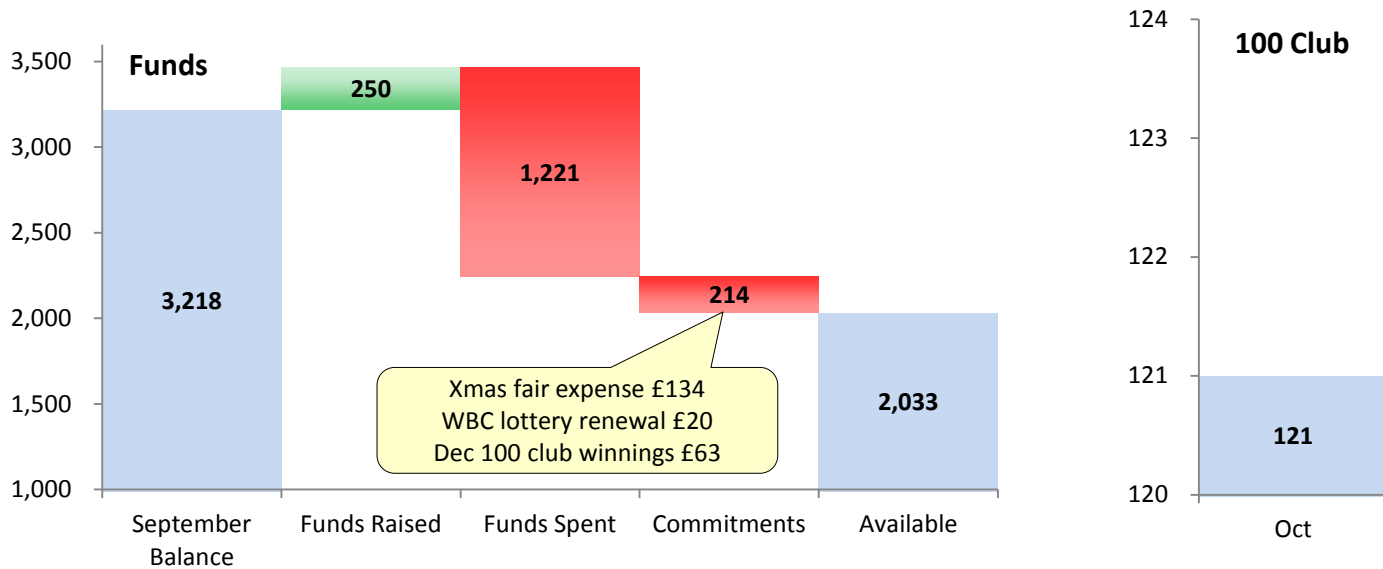 Funds
3,500
3,000
2,500
2,000
1,500
1,000
250
1,221
3,218
214
Xmas fair expense £134
WBC lottery renewal £20
Dec 100 club winnings £63
2,033
September Balance
Funds Raised
Funds Spent
Commitments
Available
100 Club
124
123
122
121
120
121
Oct